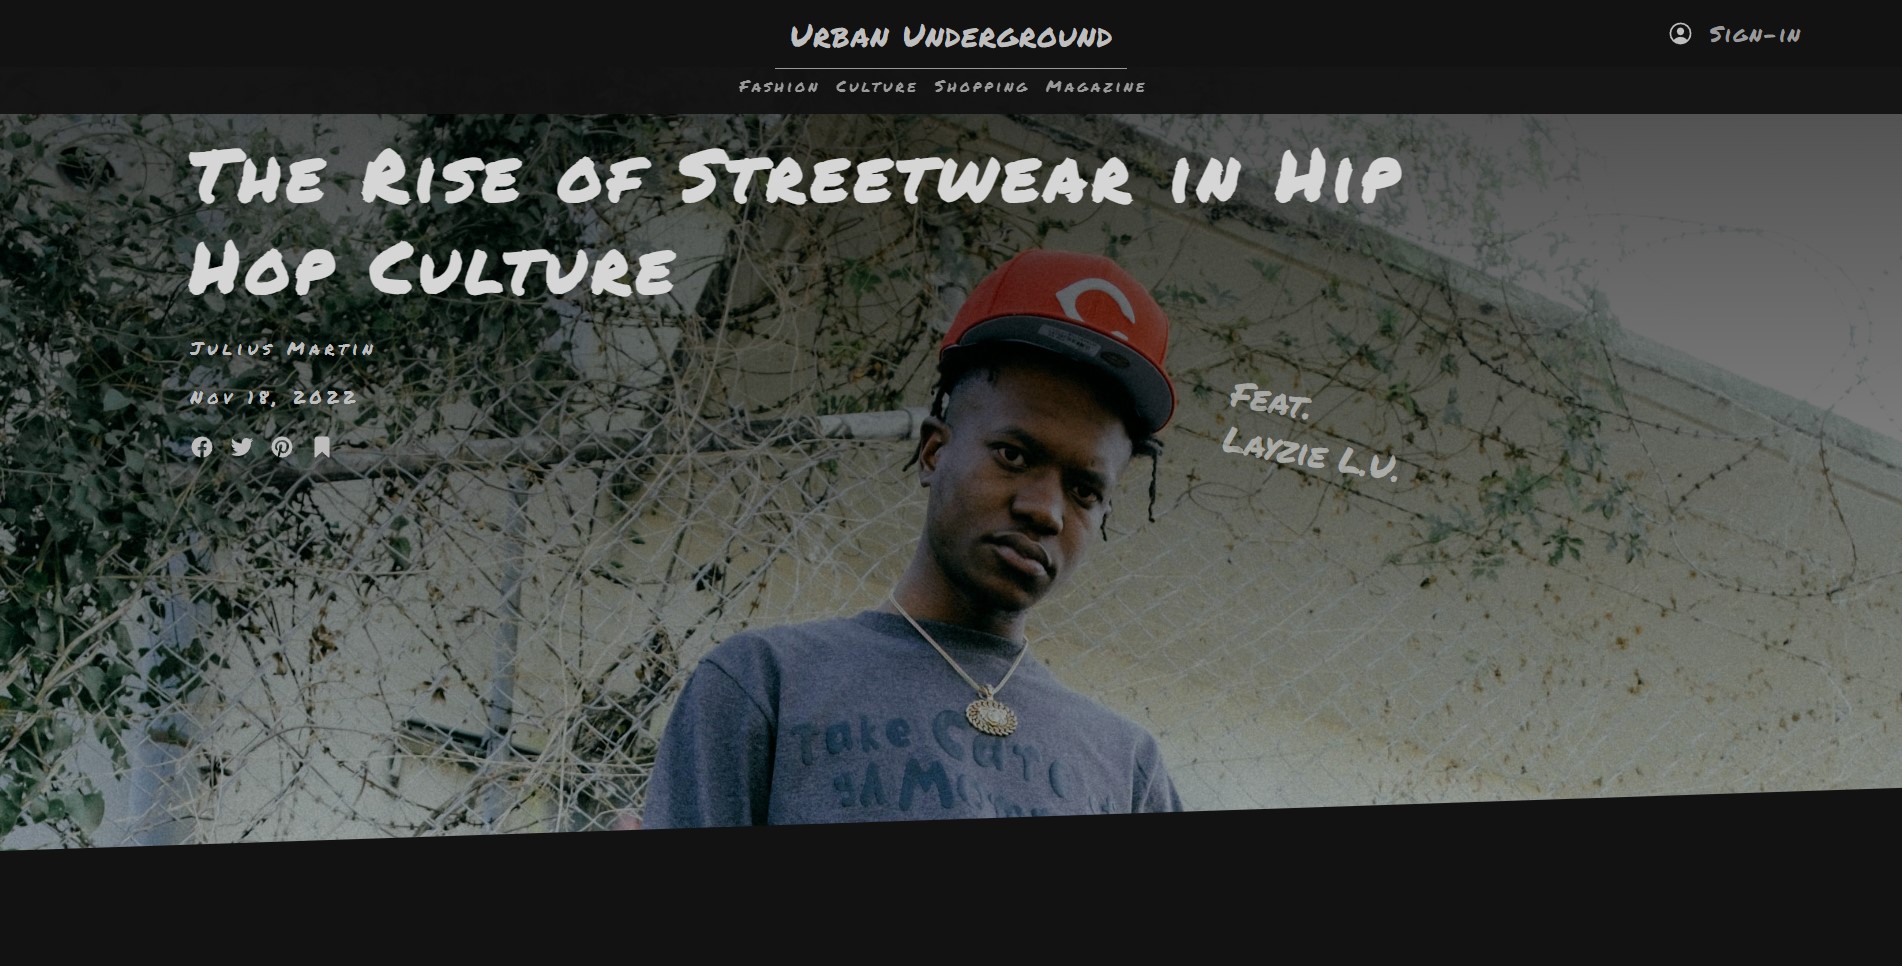 Urban Underground
Sign-in
Fashion Culture Shopping Magazine
The Rise of Streetwear in Hip
Hop Culture
Julius Martin
Nov 18, 2022
Feat.
Layzie L.U.
C
Take Care